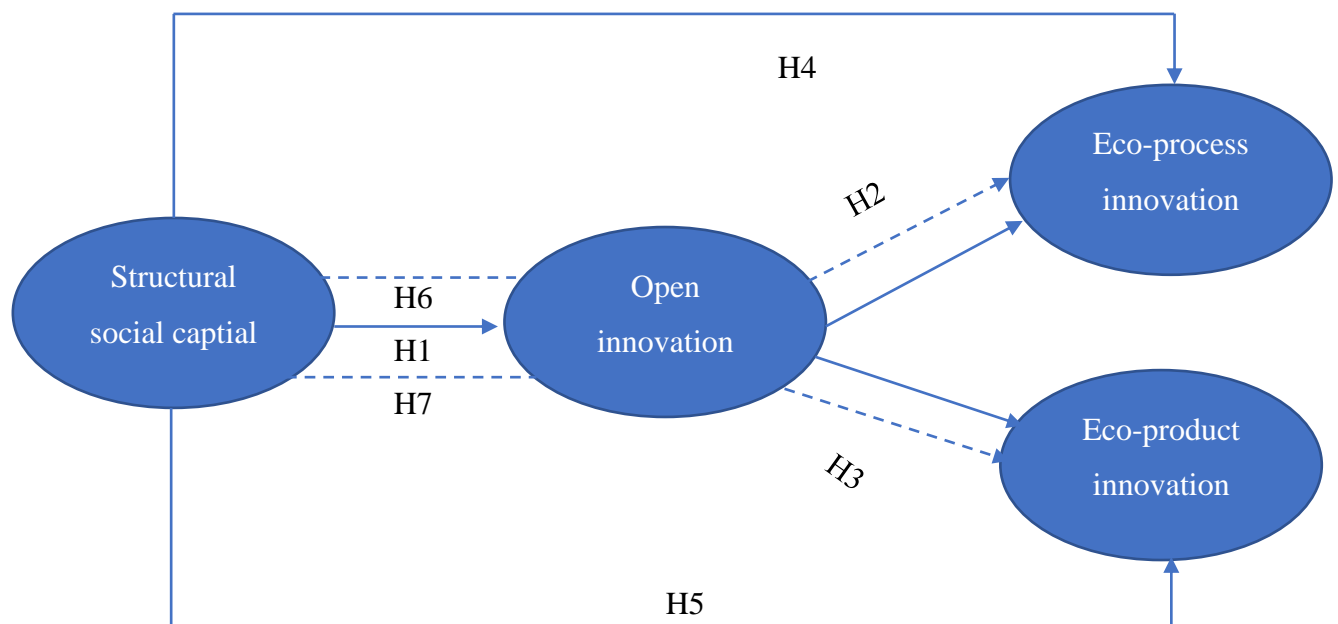 H4
Eco-process
innovation
H2
Structural
social captial
H6
H1
H7
Open
innovation
Eco-product
innovation
H3
H5